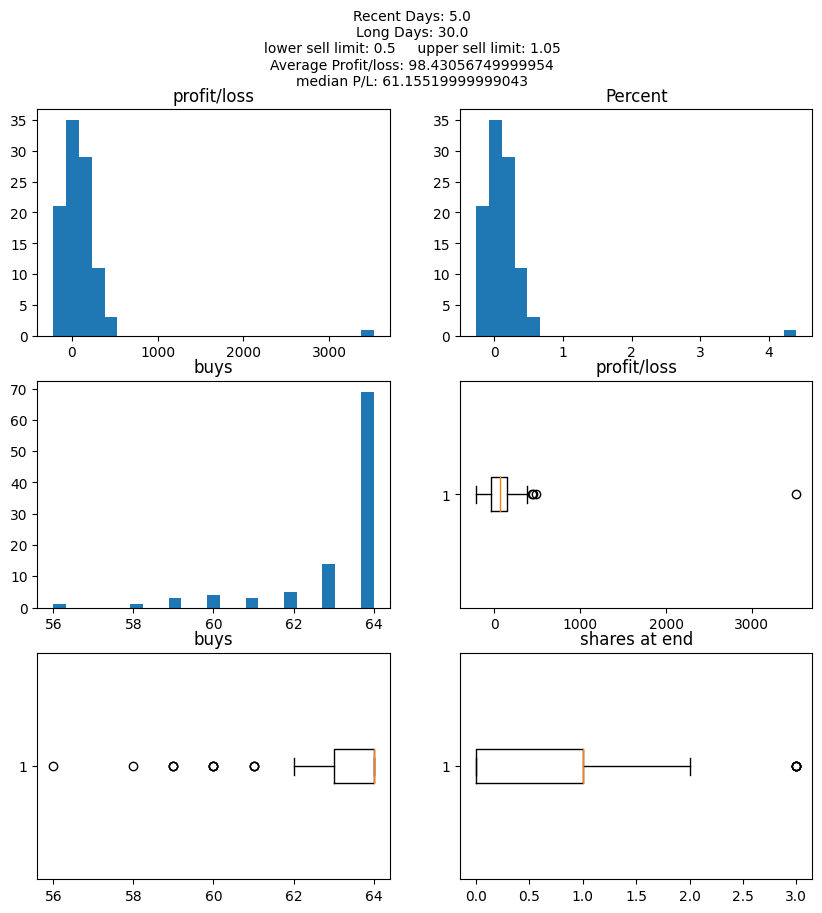 Recent Days: 5.0
Long Days: 30.0
lower sell limit: 0.5     upper sell limit: 1.05
Average Profit/loss: 98.43056749999954
median P/L: 61.15519999999043
profit/loss
35
30
25
20
15
10
5
0
0 1000 2000 3000
Percent
35
30
25
20
15
10
5
0
0 1 2 3 4
buys
70
60
50
40
30
20
10
0
56 58 60 62 64
profit/loss
1
0 1000 2000 3000
buys
1
56 58 60 62 64
shares at end
1
0.0 0.5 1.0 1.5 2.0 2.5 3.0